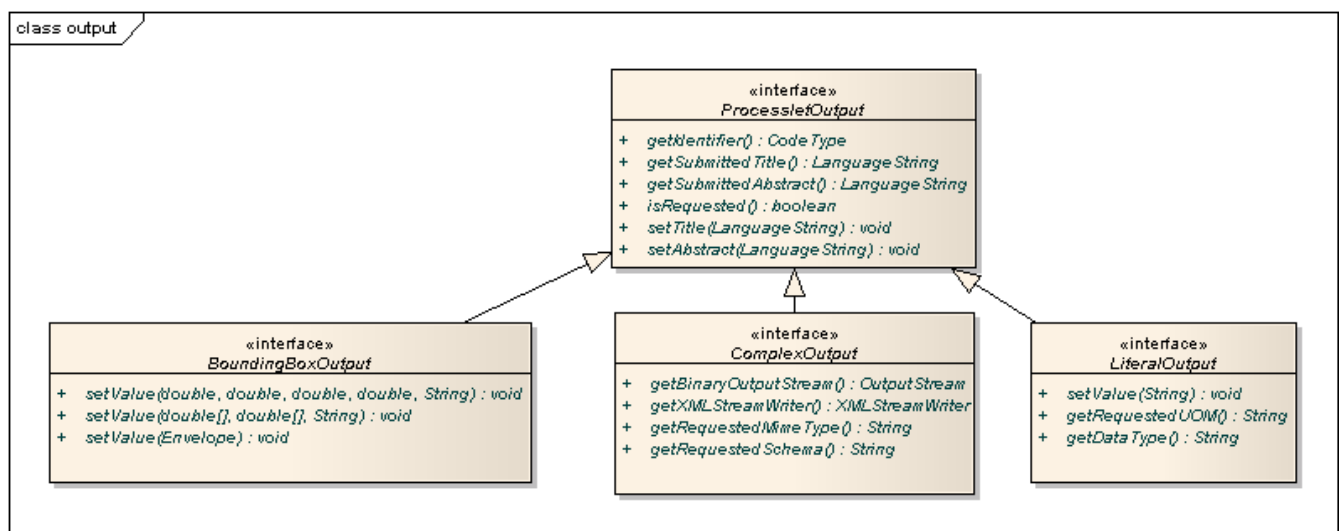 class output
«interface»
ProcessletOutput
+ getIdentifier() : CodeType
+ getSubmittedTitle() : LanguageString
+ getSubmittedAbstract() : LanguageString
+ isRequested() : boolean
+ setTitle(LanguageString) : void
+ setAbstract(LanguageString) : void
«interface»
BoundingBoxOutput
+ setValue(double, double, double, double, String) : void
+ setValue(double[], double[], String) : void
+ setValue(Envelope) : void
«interface»
ComplexOutput
+ getBinaryOutputStream() : OutputStream
+ getXMLStreamWriter() : XMLStreamWriter
+ getRequestedMimeType() : String
+ getRequestedSchema() : String
«interface»
LiteralOutput
+ setValue(String) : void
+ getRequestedUOM() : String
+ getDataType() : String